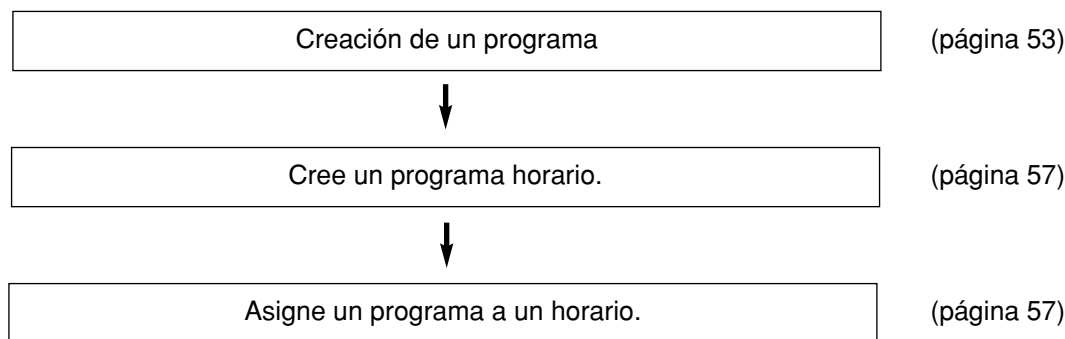 Creación de un programa (página 53)
Cree un programa horario. (página 57)
Asigne un programa a un horario. (página 57)